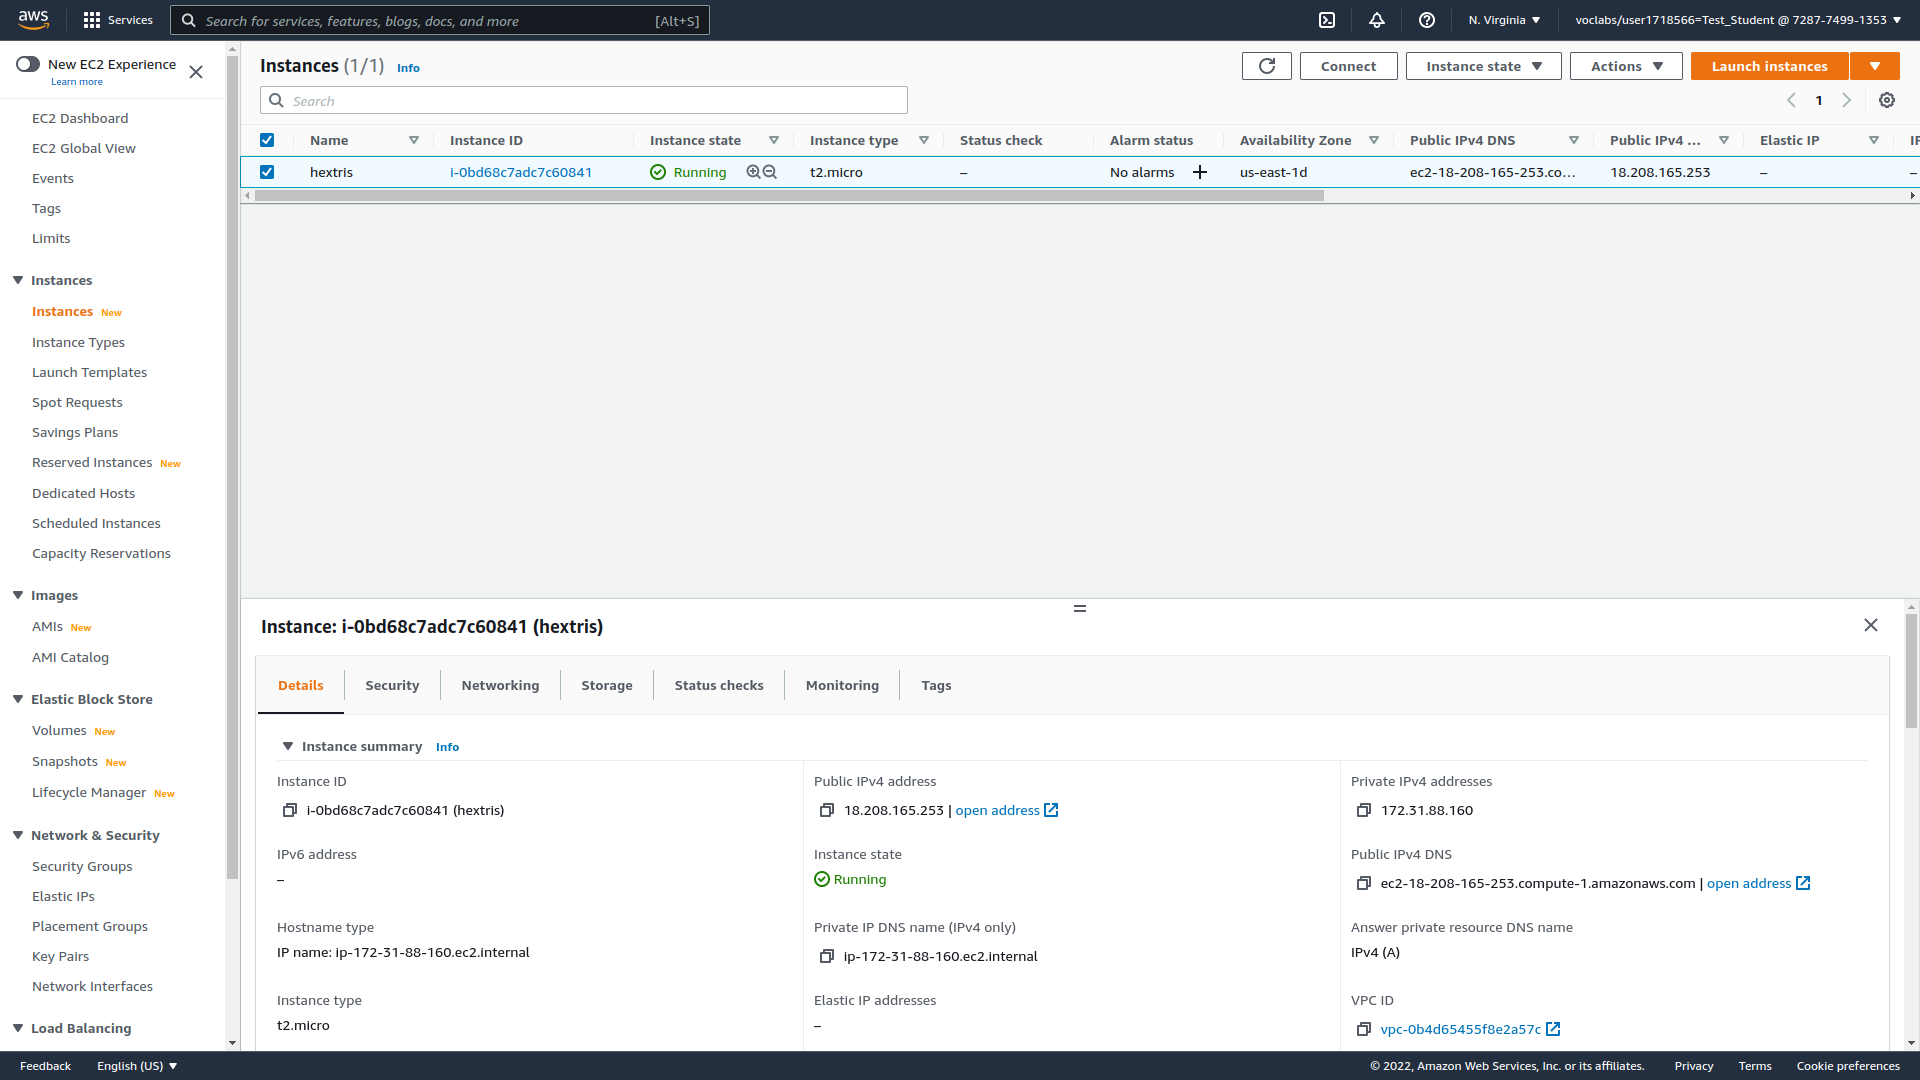 aws
Services
Search for services, features, blogs, docs, and more
[Alt+S]
N. Virginia
voclabs/user1718566=Test_Student @ 7287-7499-1353
New EC2 Experience
Learn more
EC2 Dashboard
EC2 Global View
Events
Tags
Limits
Instances
Instances New
Instance Types
Launch Templates
Spot Requests
Savings Plans
Reserved Instances New
Dedicated Hosts
Scheduled Instances
Capacity Reservations
Images
AMIs New
AMI Catalog
Elastic Block Store
Volumes New
Snapshots New
Lifecycle Manager New
Network & Security
Security Groups
Elastic IPs
Placement Groups
Key Pairs
Network Interfaces
Load Balancing
Instances (1/1) Info
Connect
Instance state
Actions
Launch instances
Search
1
Name Instance ID Instance state Instance type Status check Alarm status Availability Zone Public IPv4 DNS Public IPv4 ... Elastic IP IP
hextris i-0bd68c7adc7c60841 Running t2.micro – No alarms us-east-1d ec2-18-208-165-253.co... 18.208.165.253 – –
Instance: i-0bd68c7adc7c60841 (hextris)
Details Security Networking Storage Status checks Monitoring Tags
Instance summary Info
Instance ID
i-0bd68c7adc7c60841 (hextris)
Public IPv4 address
18.208.165.253 | open address
Private IPv4 addresses
172.31.88.160
IPv6 address
–
Instance state
Running
Public IPv4 DNS
ec2-18-208-165-253.compute-1.amazonaws.com | open address
Hostname type
IP name: ip-172-31-88-160.ec2.internal
Private IP DNS name (IPv4 only)
ip-172-31-88-160.ec2.internal
Answer private resource DNS name
IPv4 (A)
Instance type
t2.micro
Elastic IP addresses
–
VPC ID
vpc-0b4d65455f8e2a57c
Feedback
English (US)
© 2022, Amazon Web Services, Inc. or its affiliates.
Privacy
Terms
Cookie preferences